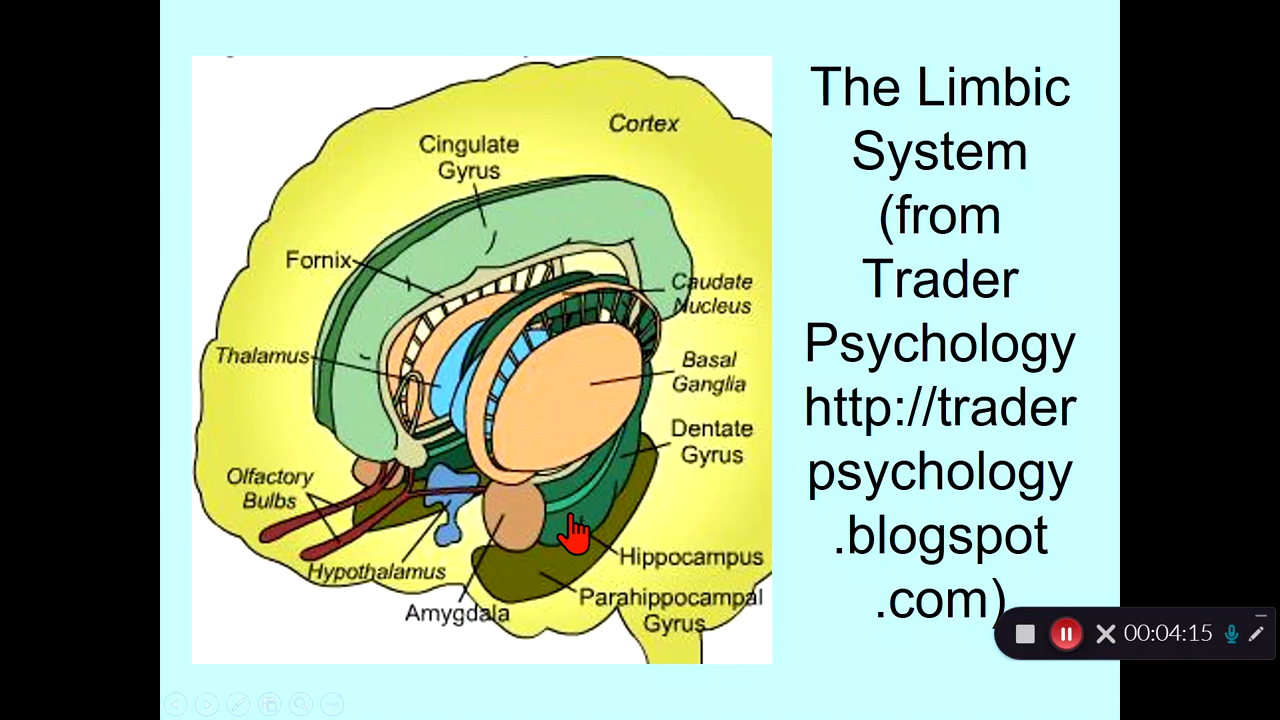 Cortex
Cingulate
Gyrus
Fornix
Caudate
Nucleus
Thalamus
Basal
Ganglia
Dentate
Gyrus
Olfactory
Bulbs
Hippocampus
Hypothalamus
Parahippocampal
Gyrus
Amygdala
The Limbic
System
(from
Trader
Psychology
http://trader
psychology
.blogspot
.com)
00:04:15